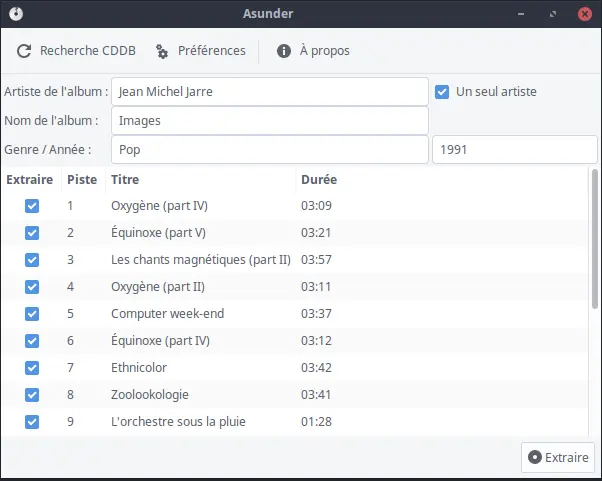 Asunder
Recherche CDDB Préférences À propos
Artiste de l'album : Jean Michel Jarre Un seul artiste
Nom de l'album : Images
Genre / Année : Pop 1991
Extraire Piste Titre Durée
1 Oxygène (part IV) 03:09
2 Équinoxe (part V) 03:21
3 Les chants magnétiques (part II) 03:57
4 Oxygène (part II) 03:11
5 Computer week-end 03:37
6 Équinoxe (part IV) 03:12
7 Ethnicolor 03:42
8 Zoolookologie 03:41
9 L'orchestre sous la pluie 01:28
Extraire